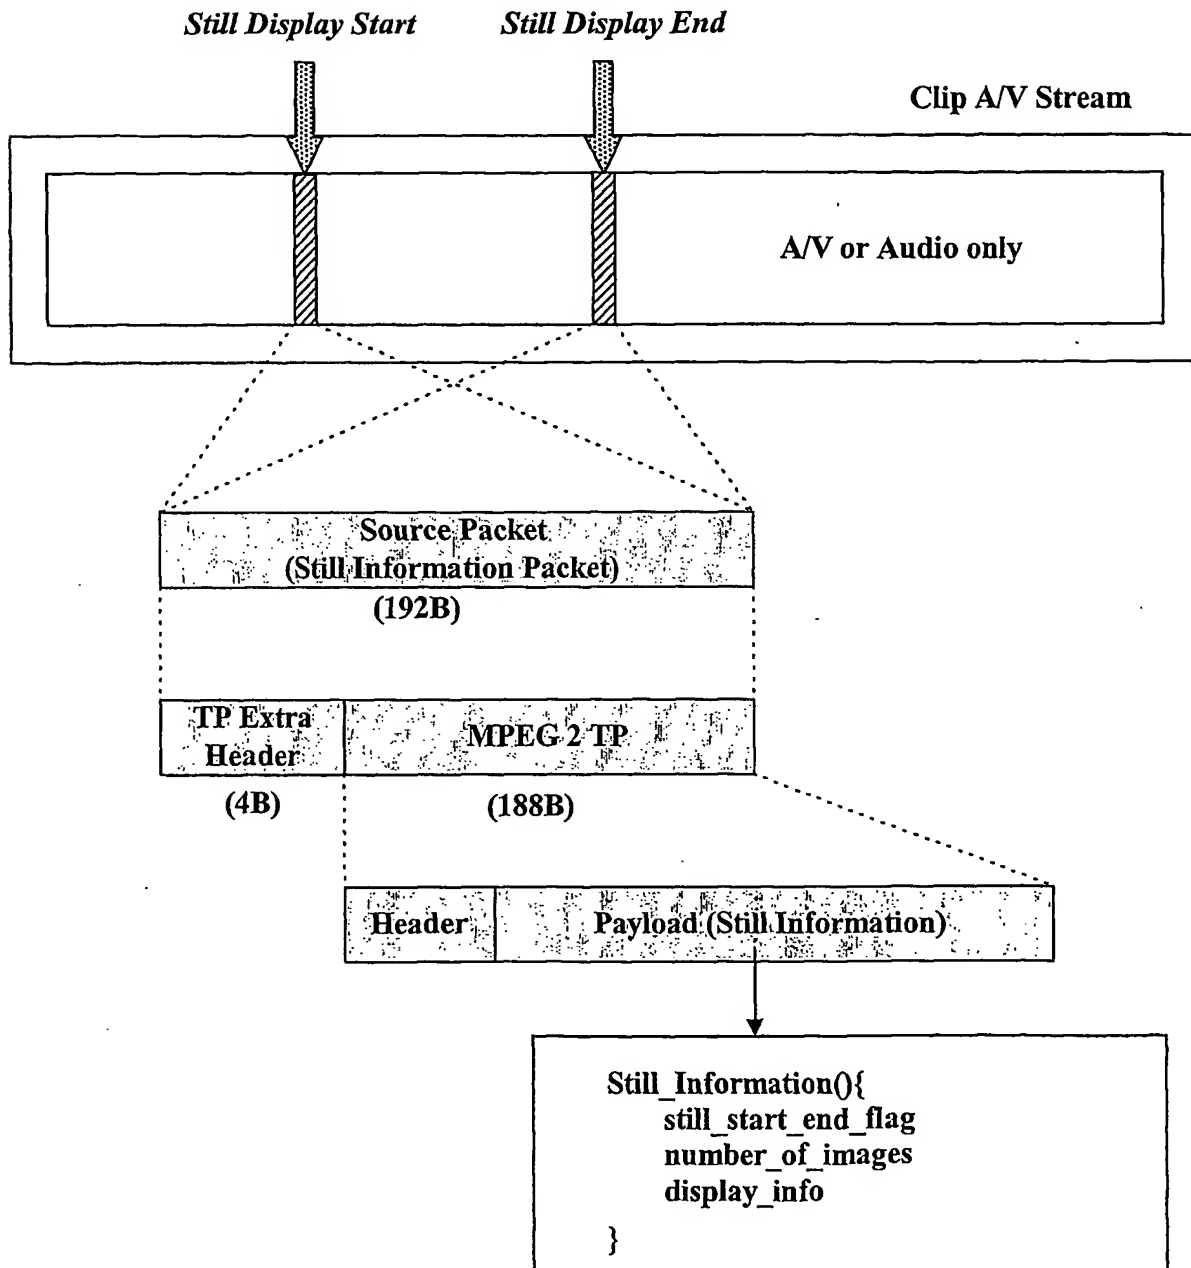 Still Display Start
Still Display End
Clip A/V Stream
A/V or Audio only
Source Packet
(Still Information Packet)
(192B)
TP Extra
Header
MPEG 2 TP
(4B)
(188B)
Header
Payload (Still Information)
Still_Information(){
still_start_end_flag
number_of_images
display_info
}